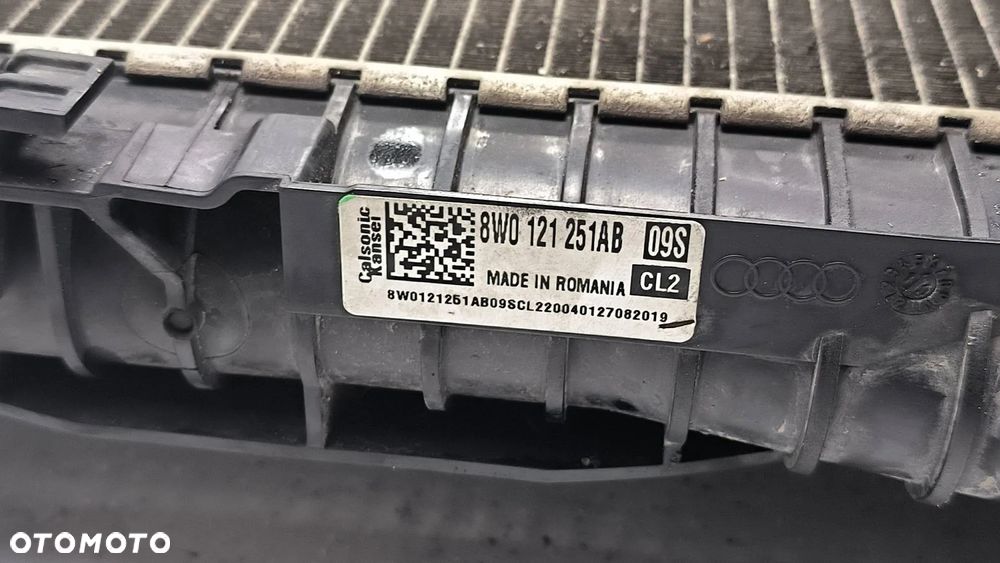 Calsonic
Kansei
8W0 121 251AB 09S
MADE IN ROMANIA CL2
8W0121251AB09SCL220040127082019
OTOMOTO